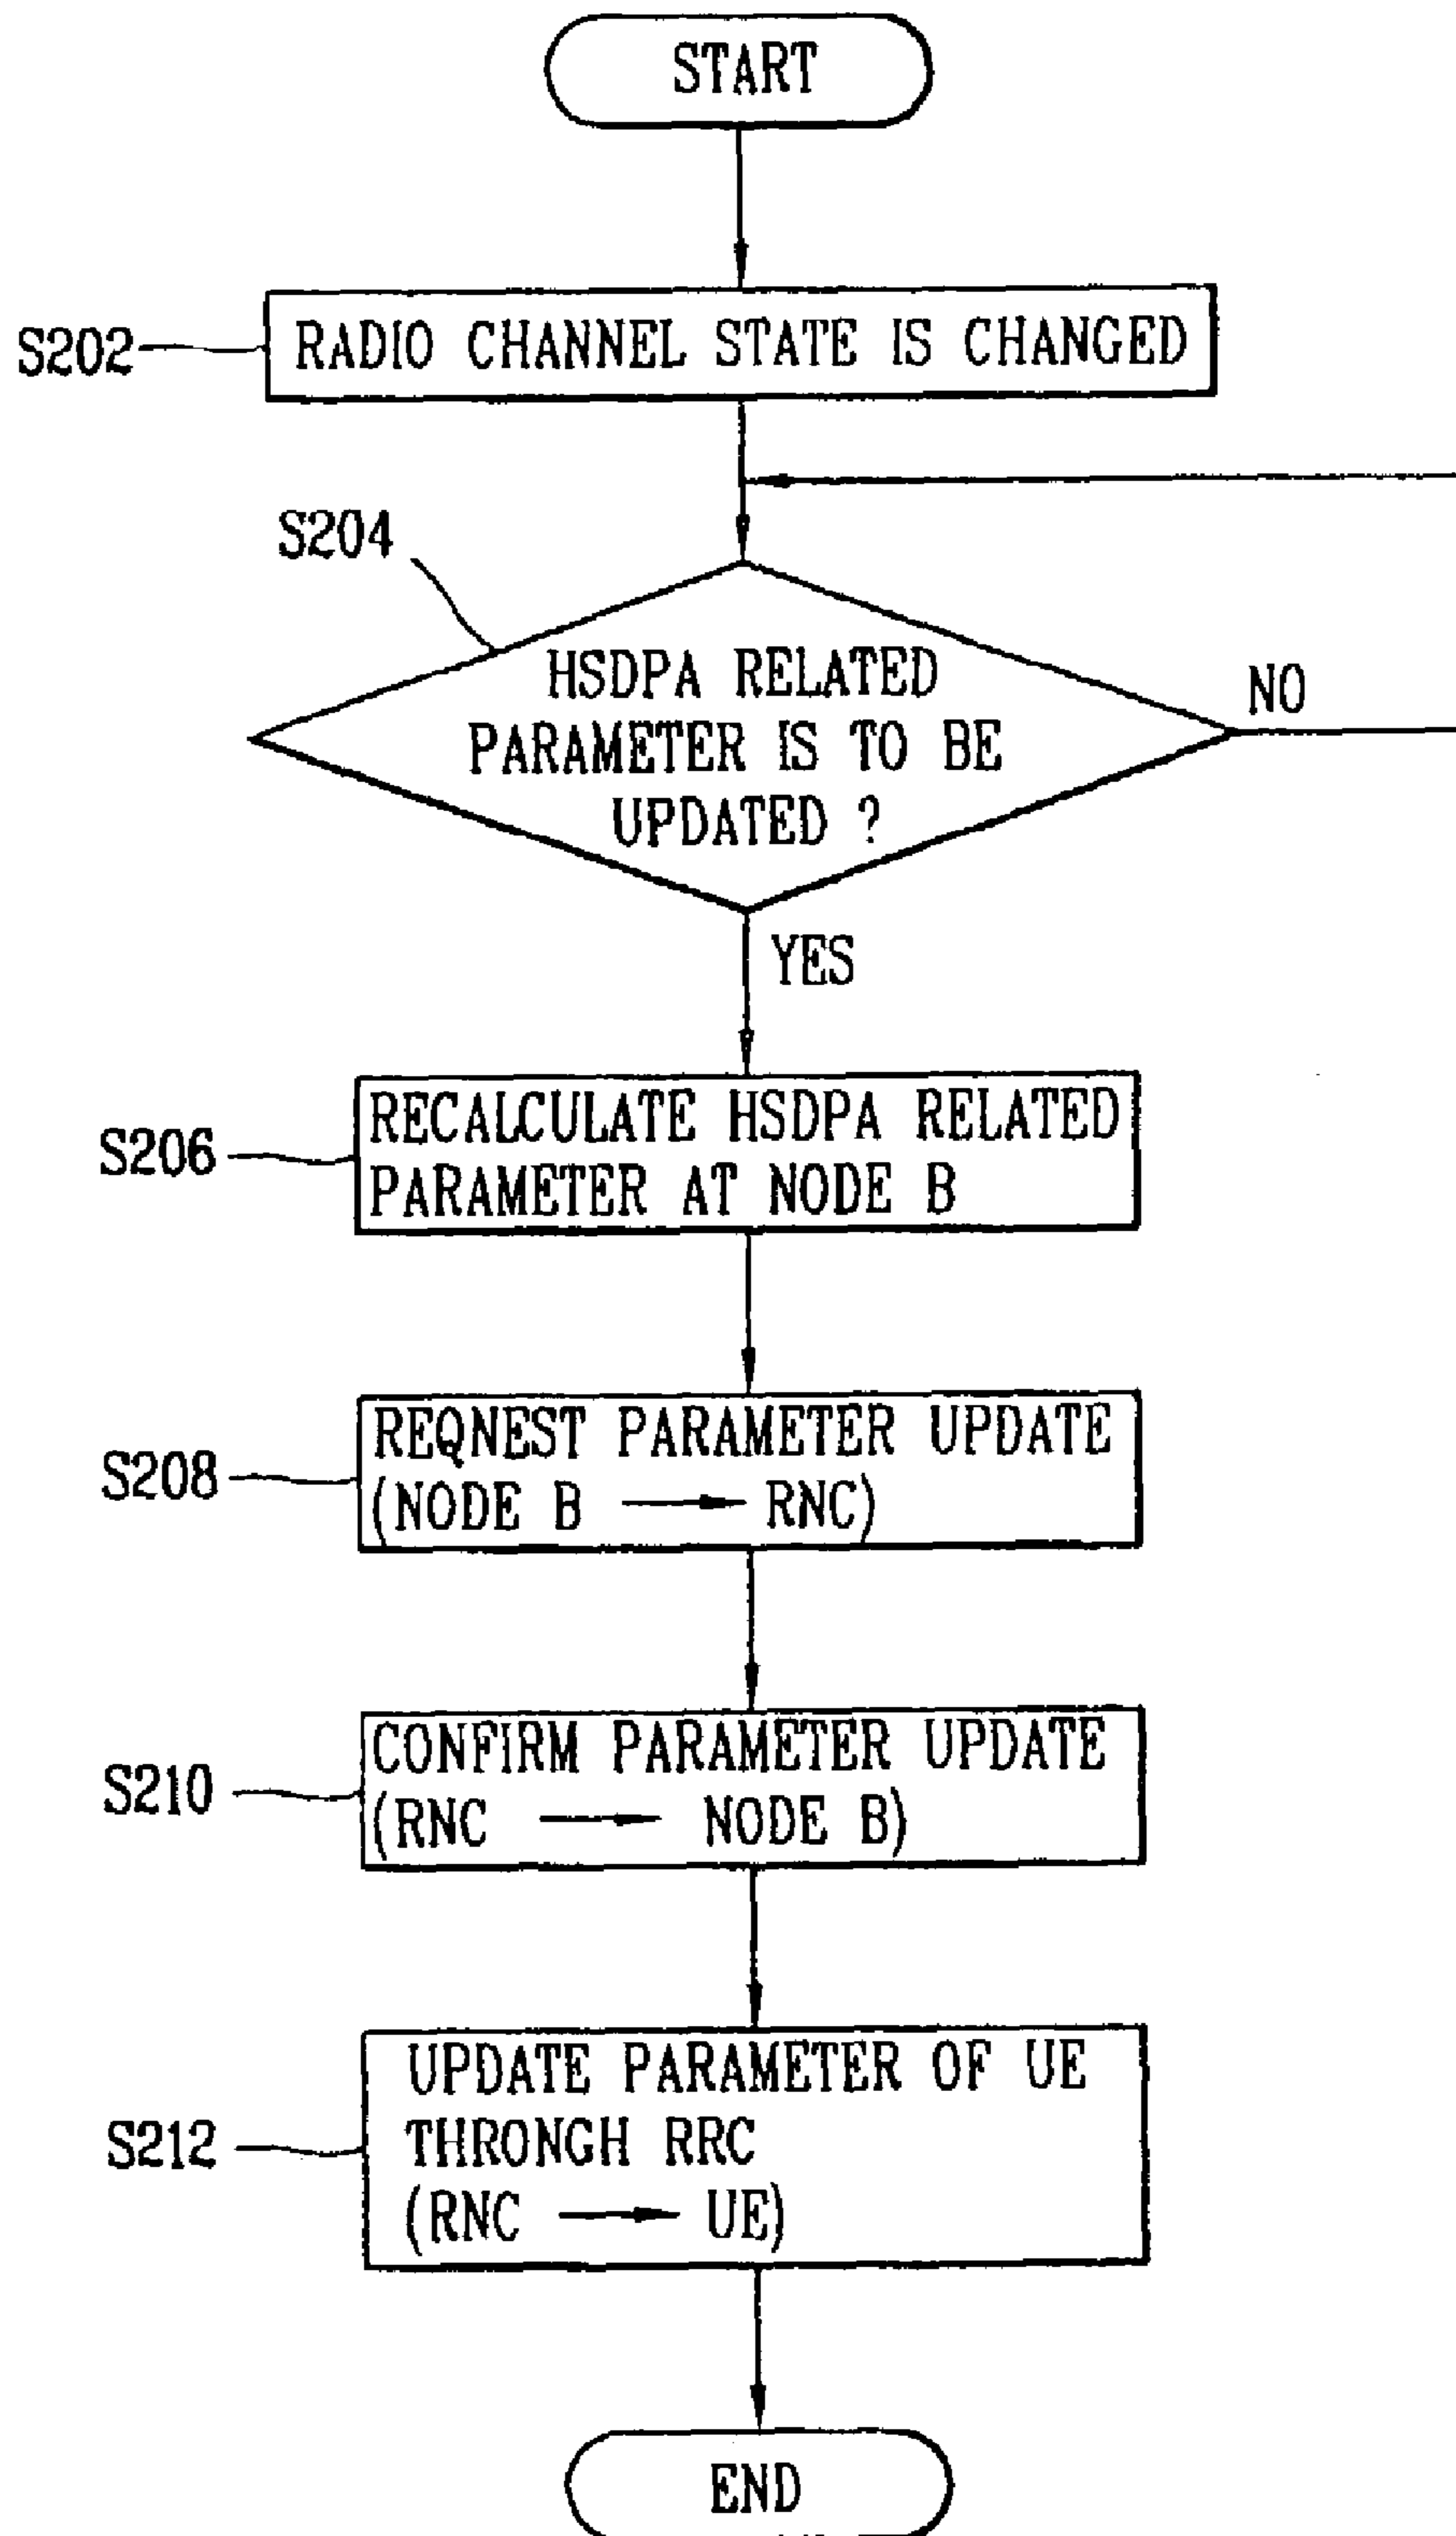 START
S202
RADIO CHANNEL STATE IS CHANGED
S204
HSDPA RELATED
PARAMETER IS TO BE
UPDATED ?
NO
YES
S206
RECALCULATE HSDPA RELATED
PARAMETER AT NODE B
S208
REQNEST PARAMETER UPDATE
(NODE B → RNC)
S210
CONFIRM PARAMETER UPDATE
(RNC → NODE B)
S212
UPDATE PARAMETER OF UE
THRONGH RRC
(RNC → UE)
END